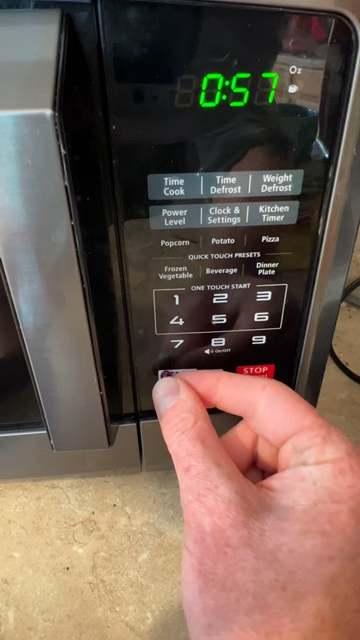 0:57
Oz
Time Cook Time Defrost Weight Defrost
Power Level Clock & Settings Kitchen Timer
Popcorn Potato Pizza
QUICK TOUCH PRESETS
Frozen Vegetable Beverage Dinner Plate
ONE TOUCH START
1 2 3
4 5 6
7 8 9
On/Off
STOP